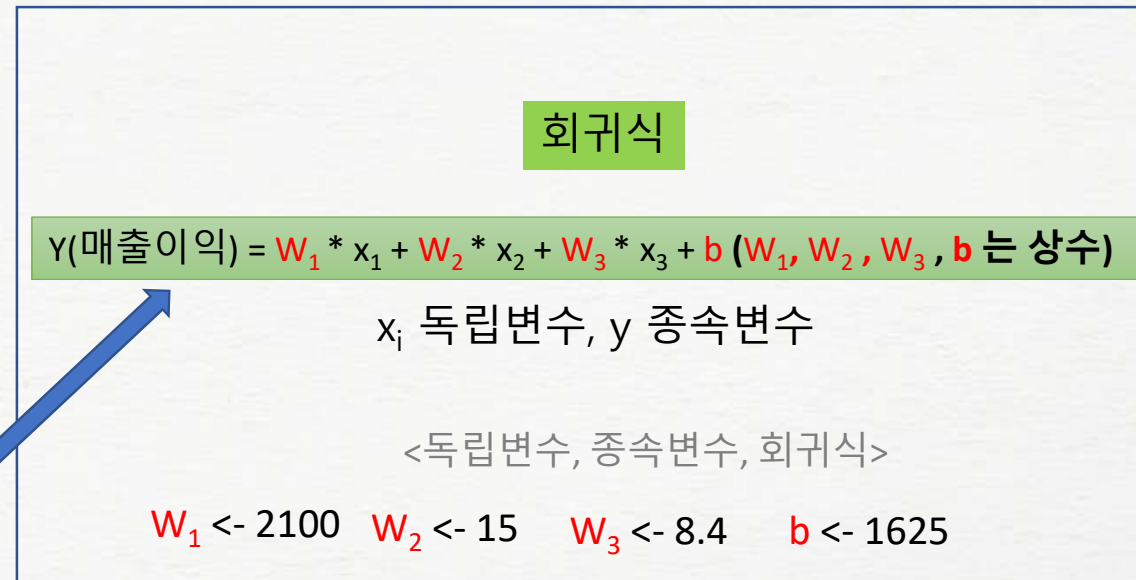 회귀식
Y(매출이익) = W₁ * x₁ + W₂ * x₂ + W₃ * x₃ + b (W₁, W₂ , W₃ , b 는 상수)
xᵢ 독립변수, y 종속변수
<독립변수, 종속변수, 회귀식>
W₁ <- 2100 W₂ <- 15 W₃ <- 8.4 b <- 1625